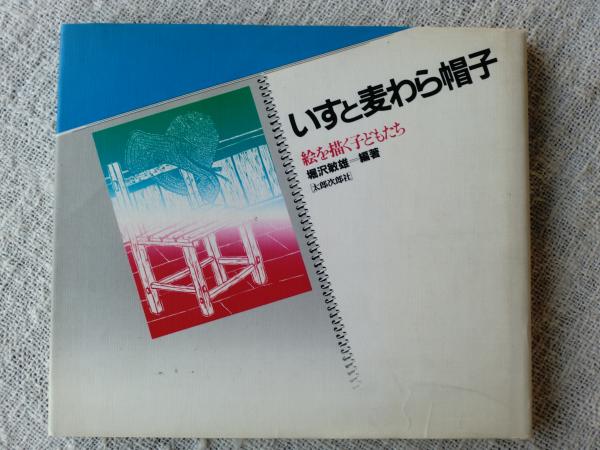 いすと麦わら帽子
絵を描く子どもたち
堀沢敏雄=編著
[太郎次郎社]